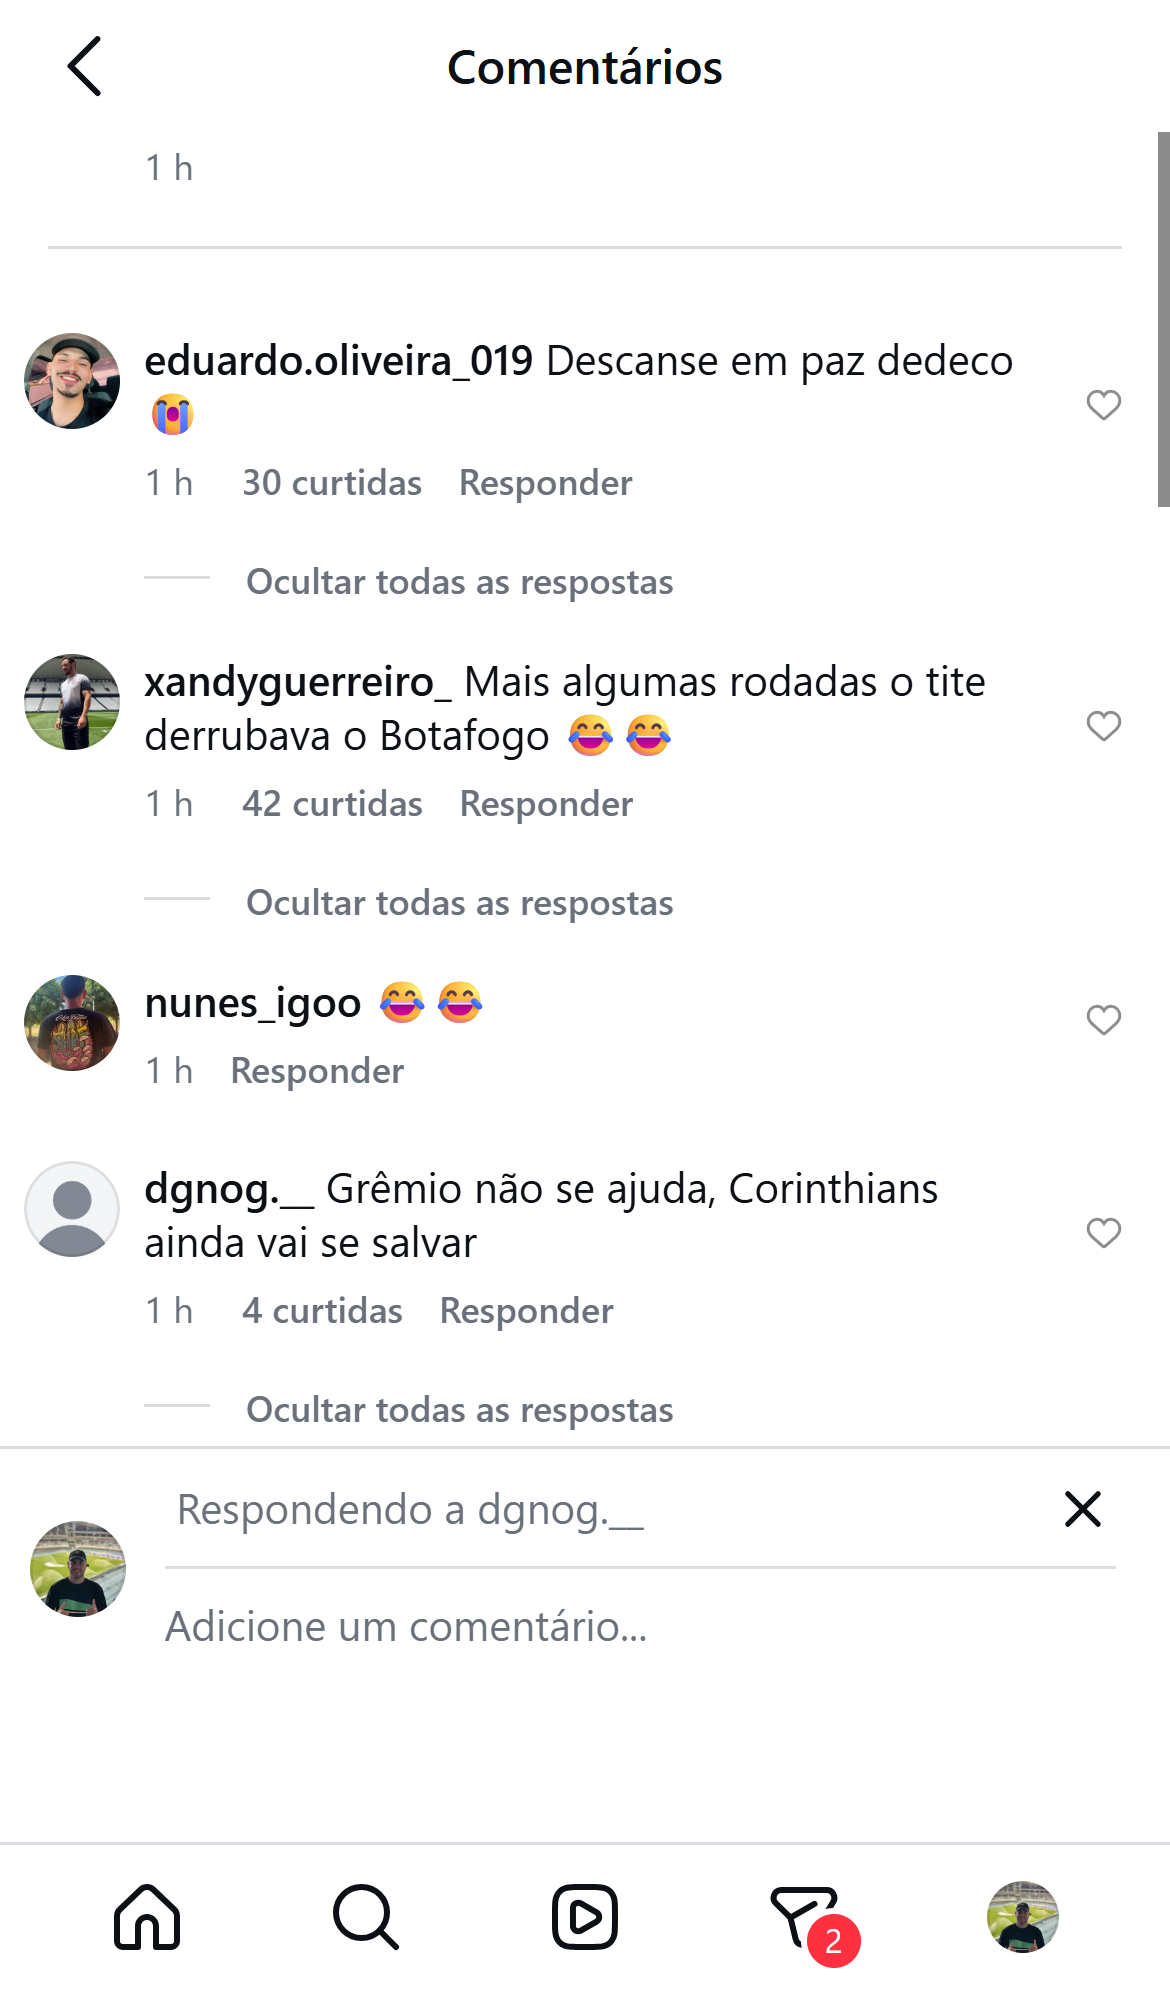 Comentários
1 h
eduardo.oliveira_019 Descanse em paz dedeco
😭
1 h 30 curtidas Responder
Ocultar todas as respostas
xandyguerreiro_ Mais algumas rodadas o tite
derrubava o Botafogo 😂😂
1 h 42 curtidas Responder
Ocultar todas as respostas
nunes_igoo 😂😂
1 h Responder
dgnog.__ Grêmio não se ajuda, Corinthians
ainda vai se salvar
1 h 4 curtidas Responder
Ocultar todas as respostas
Respondendo a dgnog.__
Adicione um comentário...
2